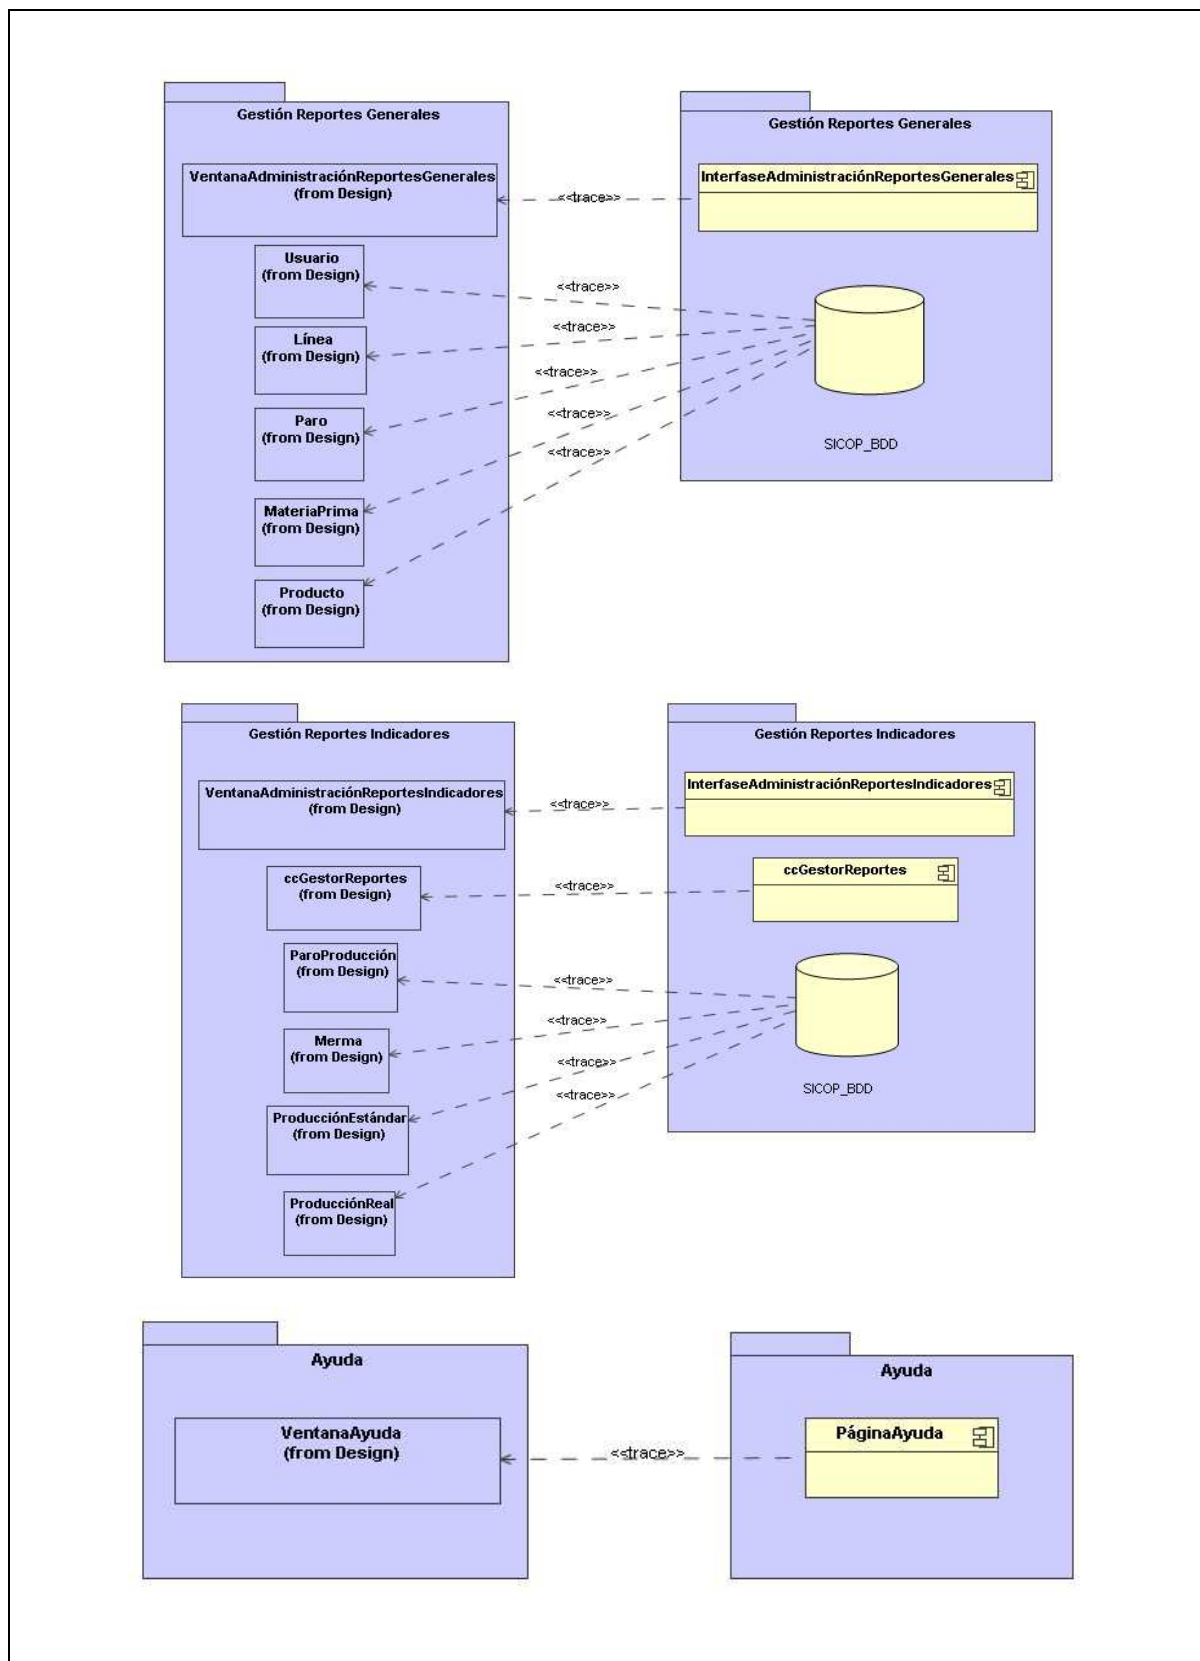 Gestión Reportes Generales
VentanaAdministraciónReportesGenerales
(from Design)
Usuario
(from Design)
Línea
(from Design)
Paro
(from Design)
MateriaPrima
(from Design)
Producto
(from Design)
<<trace>>
<<trace>>
<<trace>>
<<trace>>
<<trace>>
<<trace>>
Gestión Reportes Generales
InterfaseAdministraciónReportesGenerales
SICOP_BDD
Gestión Reportes Indicadores
VentanaAdministraciónReportesIndicadores
(from Design)
ccGestorReportes
(from Design)
ParoProducción
(from Design)
Merma
(from Design)
ProducciónEstándar
(from Design)
ProducciónReal
(from Design)
<<trace>>
<<trace>>
<<trace>>
<<trace>>
<<trace>>
<<trace>>
Gestión Reportes Indicadores
InterfaseAdministraciónReportesIndicadores
ccGestorReportes
SICOP_BDD
Ayuda
VentanaAyuda
(from Design)
<<trace>>
Ayuda
PáginaAyuda